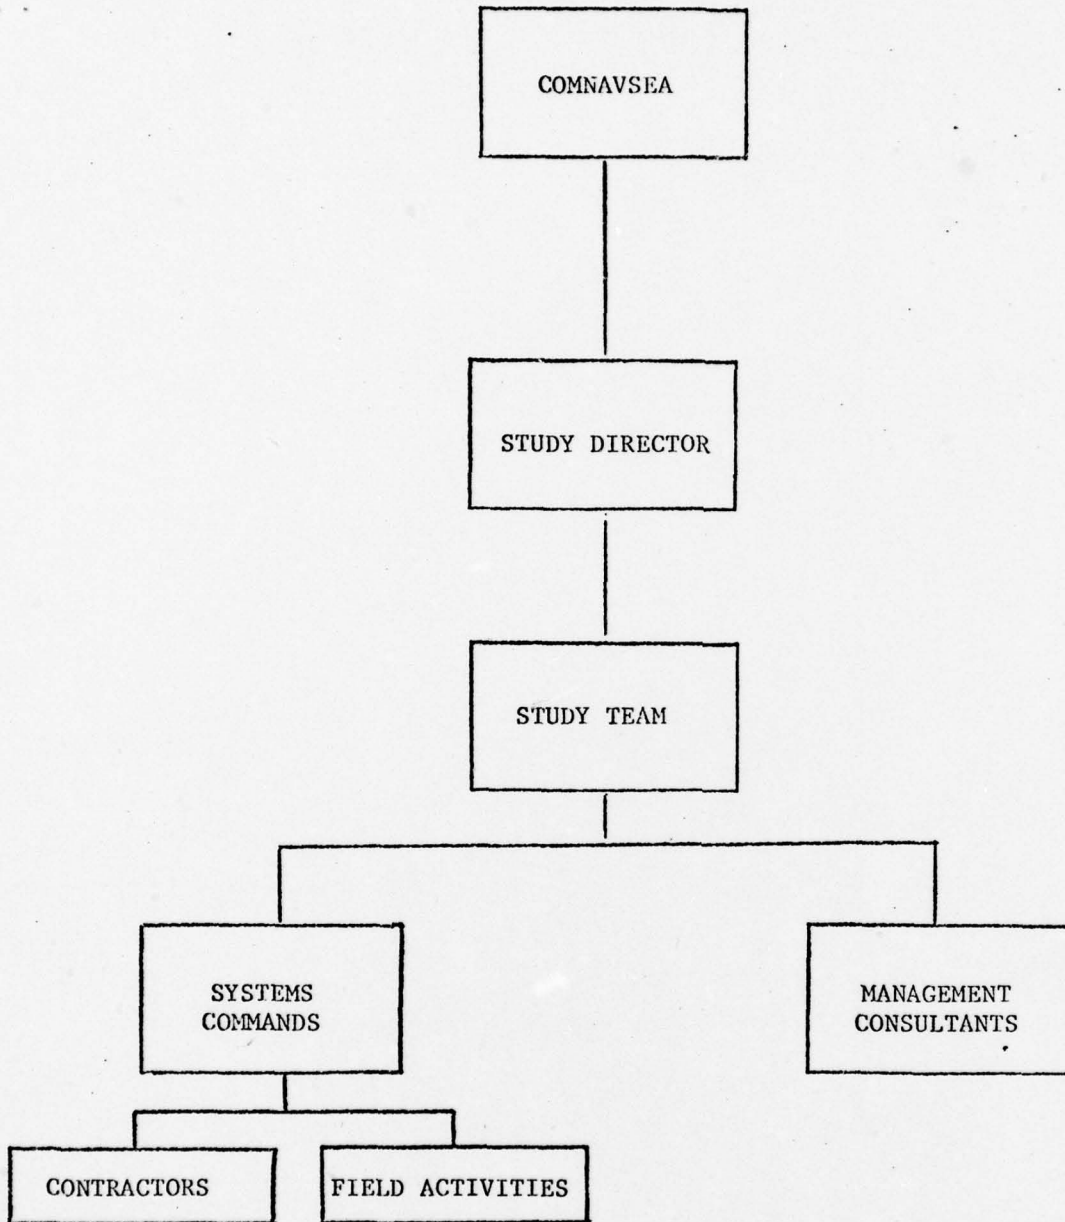 COMNAVSEA
STUDY DIRECTOR
STUDY TEAM
SYSTEMS
COMMANDS
MANAGEMENT
CONSULTANTS
CONTRACTORS
FIELD ACTIVITIES